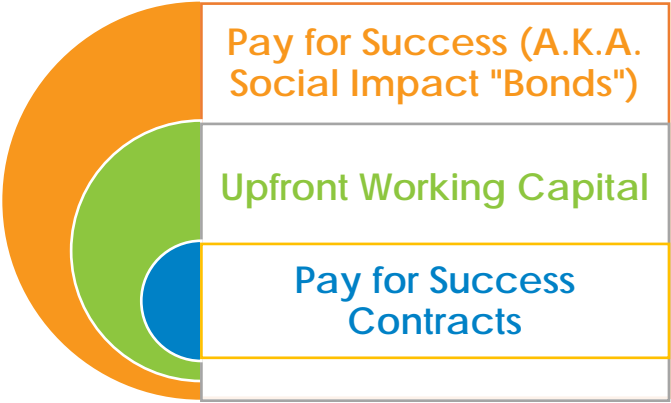 Pay for Success (A.K.A.
Social Impact "Bonds")
Upfront Working Capital
Pay for Success
Contracts